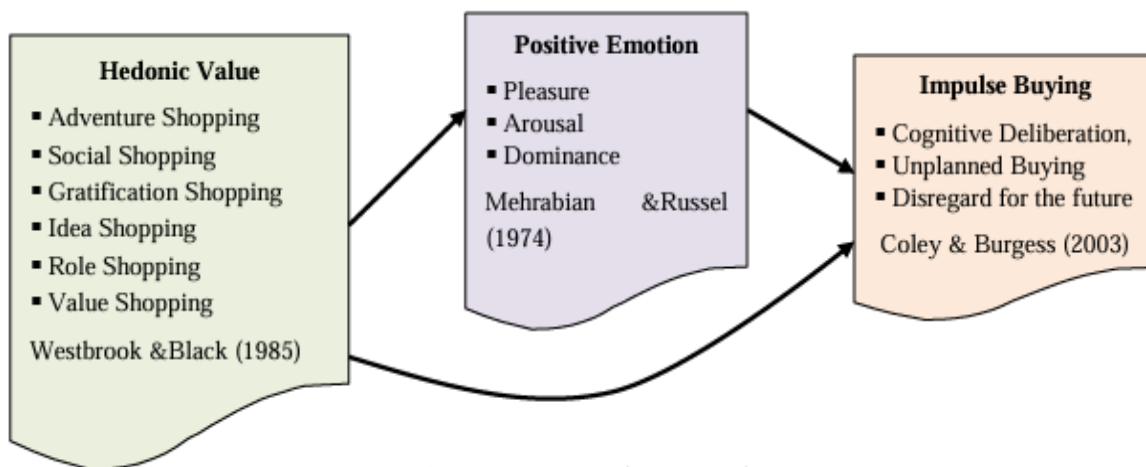 Hedonic Value
▪ Adventure Shopping
▪ Social Shopping
▪ Gratification Shopping
▪ Idea Shopping
▪ Role Shopping
▪ Value Shopping
Westbrook &Black (1985)
Positive Emotion
▪ Pleasure
▪ Arousal
▪ Dominance
Mehrabian &Russel
(1974)
Impulse Buying
▪ Cognitive Deliberation,
▪ Unplanned Buying
▪ Disregard for the future
Coley & Burgess (2003)